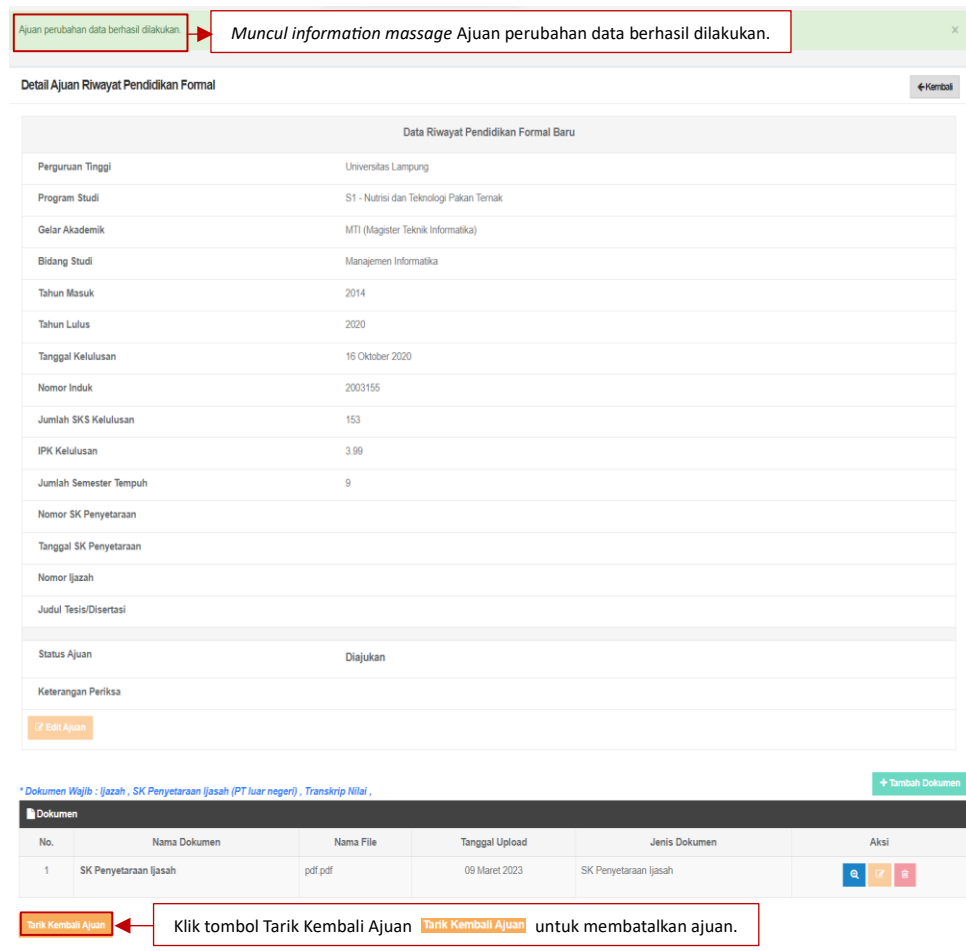 Ajuan perubahan data berhasil dilakukan.
Muncul information massage Ajuan perubahan data berhasil dilakukan.
×
Detail Ajuan Riwayat Pendidikan Formal
Kembali
Data Riwayat Pendidikan Formal Baru
Perguruan Tinggi Universitas Lampung
Program Studi S1 - Nutrisi dan Teknologi Pakan Ternak
Gelar Akademik MTI (Magister Teknik Informatika)
Bidang Studi Manajemen Informatika
Tahun Masuk 2014
Tahun Lulus 2020
Tanggal Kelulusan 16 Oktober 2020
Nomor Induk 2003155
Jumlah SKS Kelulusan 153
IPK Kelulusan 3.99
Jumlah Semester Tempuh 9
Nomor SK Penyetaraan
Tanggal SK Penyetaraan
Nomor Ijazah
Judul Tesis/Disertasi
Status Ajuan Diajukan
Keterangan Periksa
Edit Ajuan
+ Tambah Dokumen
* Dokumen Wajib : Ijazah , SK Penyetaraan Ijasah (PT luar negeri) , Transkrip Nilai ,
Dokumen
No. Nama Dokumen Nama File Tanggal Upload Jenis Dokumen Aksi
1 SK Penyetaraan Ijasah pdf.pdf 09 Maret 2023 SK Penyetaraan Ijasah
Tarik Kembali Ajuan
Klik tombol Tarik Kembali Ajuan Tarik Kembali Ajuan untuk membatalkan ajuan.